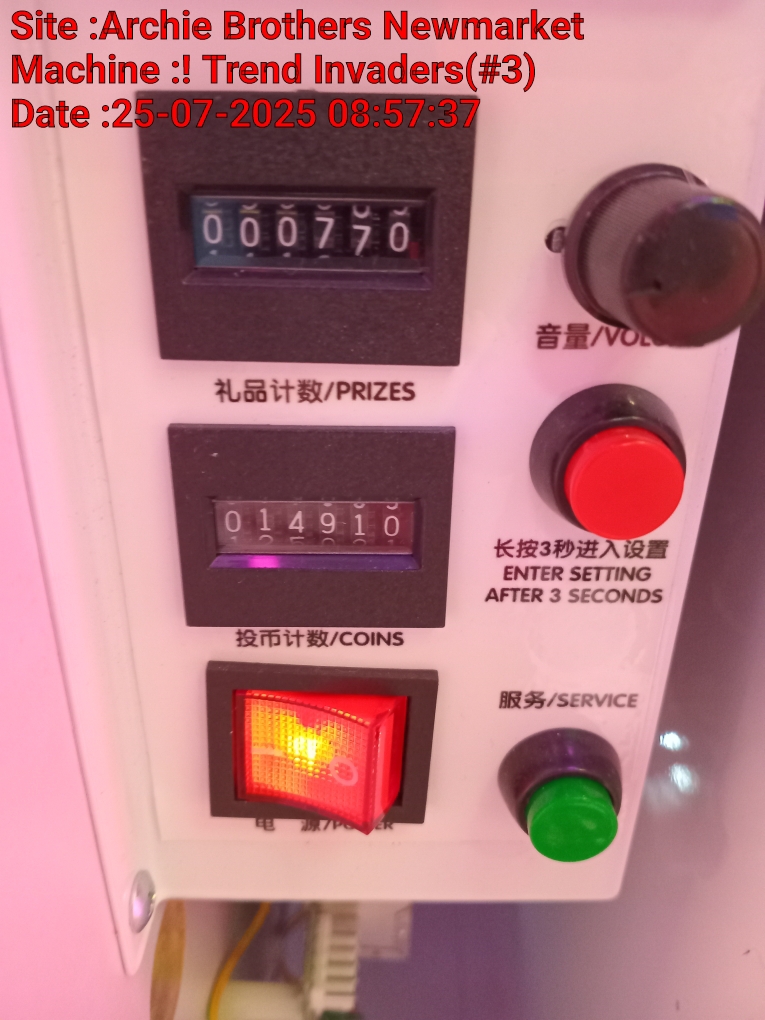 Site :Archie Brothers Newmarket
Machine :! Trend Invaders(#3)
Date :25-07-2025 08:57:37
000770
音量/VOL
礼品计数/PRIZES
014910
长按3秒进入设置
ENTER SETTING
AFTER 3 SECONDS
投币计数/COINS
服务/SERVICE
电 源/POWER